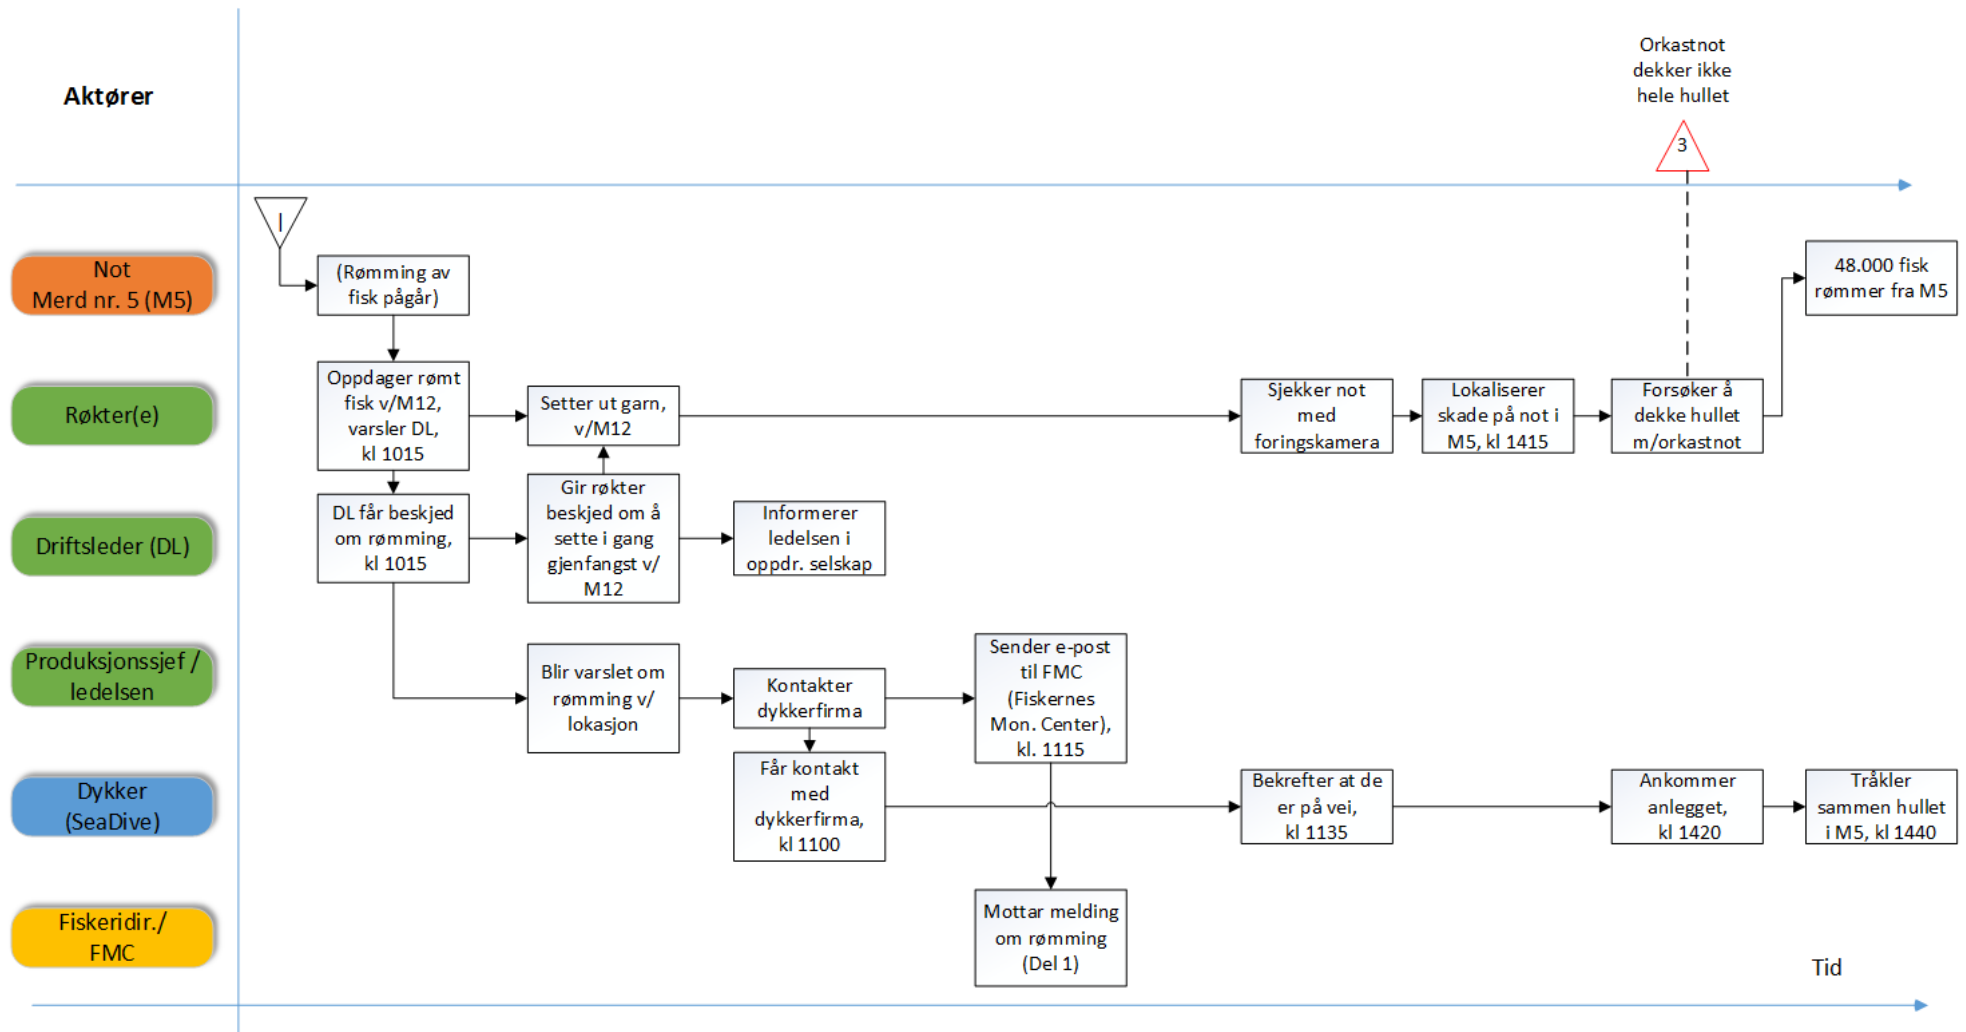 Aktører
Orkastnot
dekker ikke
hele hullet
3
I
Not
Merd nr. 5 (M5)
(Rømming av
fisk pågår)
48.000 fisk
rømmer fra M5
Røkter(e)
Oppdager rømt
fisk v/M12,
varsler DL,
kl 1015
Setter ut garn,
v/M12
Sjekker not
med
foringskamera
Lokaliserer
skade på not i
M5, kl 1415
Forsøker å
dekke hullet
m/orkastnot
Driftsleder (DL)
DL får beskjed
om rømming,
kl 1015
Gir røkter
beskjed om å
sette i gang
gjenfangst v/
M12
Informerer
ledelsen i
oppdr. selskap
Produksjonssjef /
ledelsen
Blir varslet om
rømming v/
lokasjon
Kontakter
dykkerfirma
Sender e-post
til FMC
(Fiskernes
Mon. Center),
kl. 1115
Dykker
(SeaDive)
Får kontakt
med
dykkerfirma,
kl 1100
Bekrefter at de
er på vei,
kl 1135
Ankommer
anlegget,
kl 1420
Tråkler
sammen hullet
i M5, kl 1440
Fiskeridir./
FMC
Mottar melding
om rømming
(Del 1)
Tid